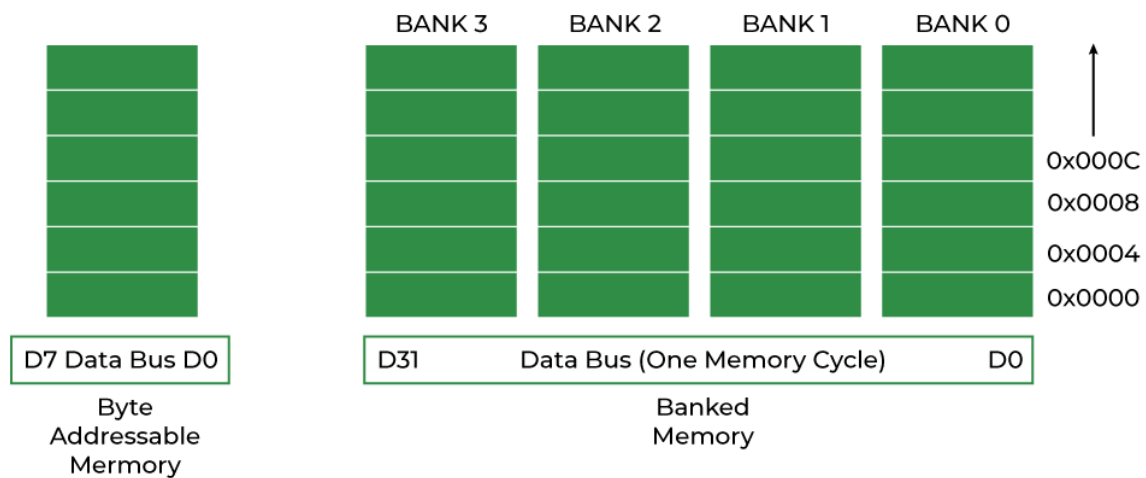 BANK 3 BANK 2 BANK 1 BANK 0
0x000C
0x0008
0x0004
0x0000
D7 Data Bus D0
D31 Data Bus (One Memory Cycle) D0
Byte
Addressable
Mermory
Banked
Memory